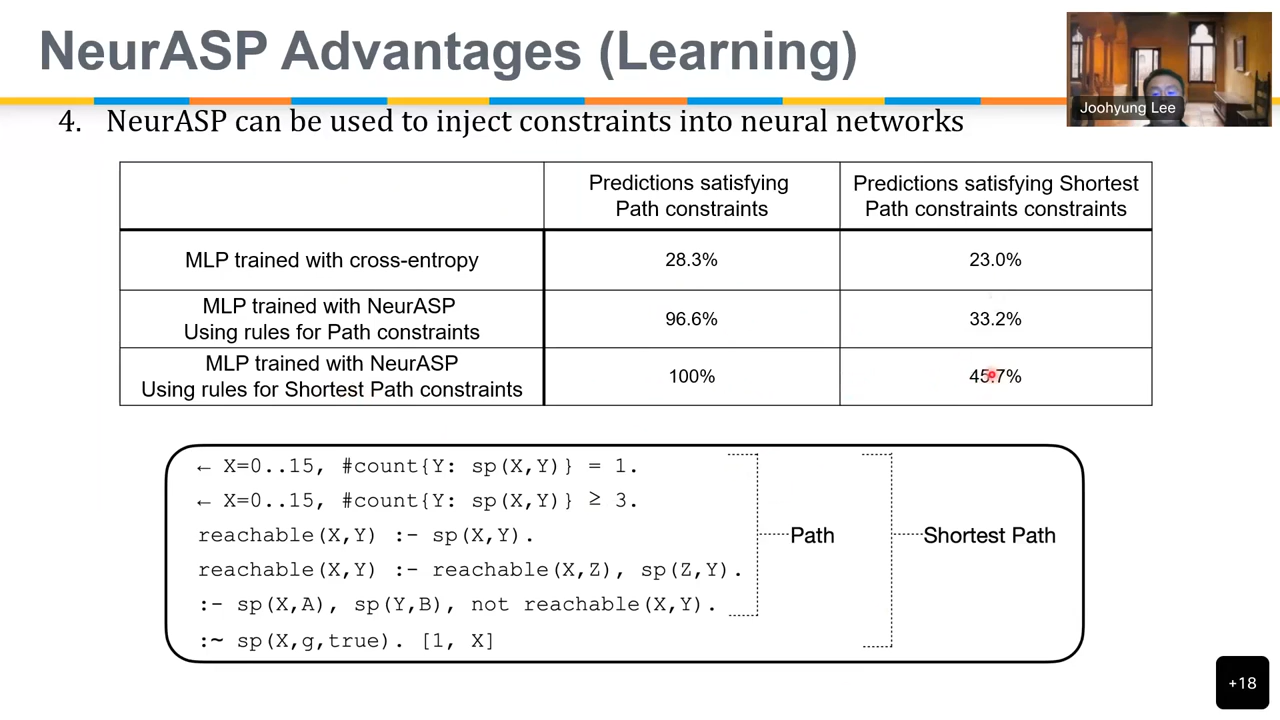 NeurASP Advantages (Learning)
Joohyung Lee
4. NeurASP can be used to inject constraints into neural networks
Predictions satisfying
Path constraints
Predictions satisfying Shortest
Path constraints constraints
MLP trained with cross-entropy
28.3%
23.0%
MLP trained with NeurASP
Using rules for Path constraints
96.6%
33.2%
MLP trained with NeurASP
Using rules for Shortest Path constraints
100%
45.7%
← X=0..15, #count{Y: sp(X,Y)} = 1.
← X=0..15, #count{Y: sp(X,Y)} ≥ 3.
reachable(X,Y) :- sp(X,Y).
reachable(X,Y) :- reachable(X,Z), sp(Z,Y).
:- sp(X,A), sp(Y,B), not reachable(X,Y).
:~ sp(X,g,true). [1, X]
Path
Shortest Path
+18